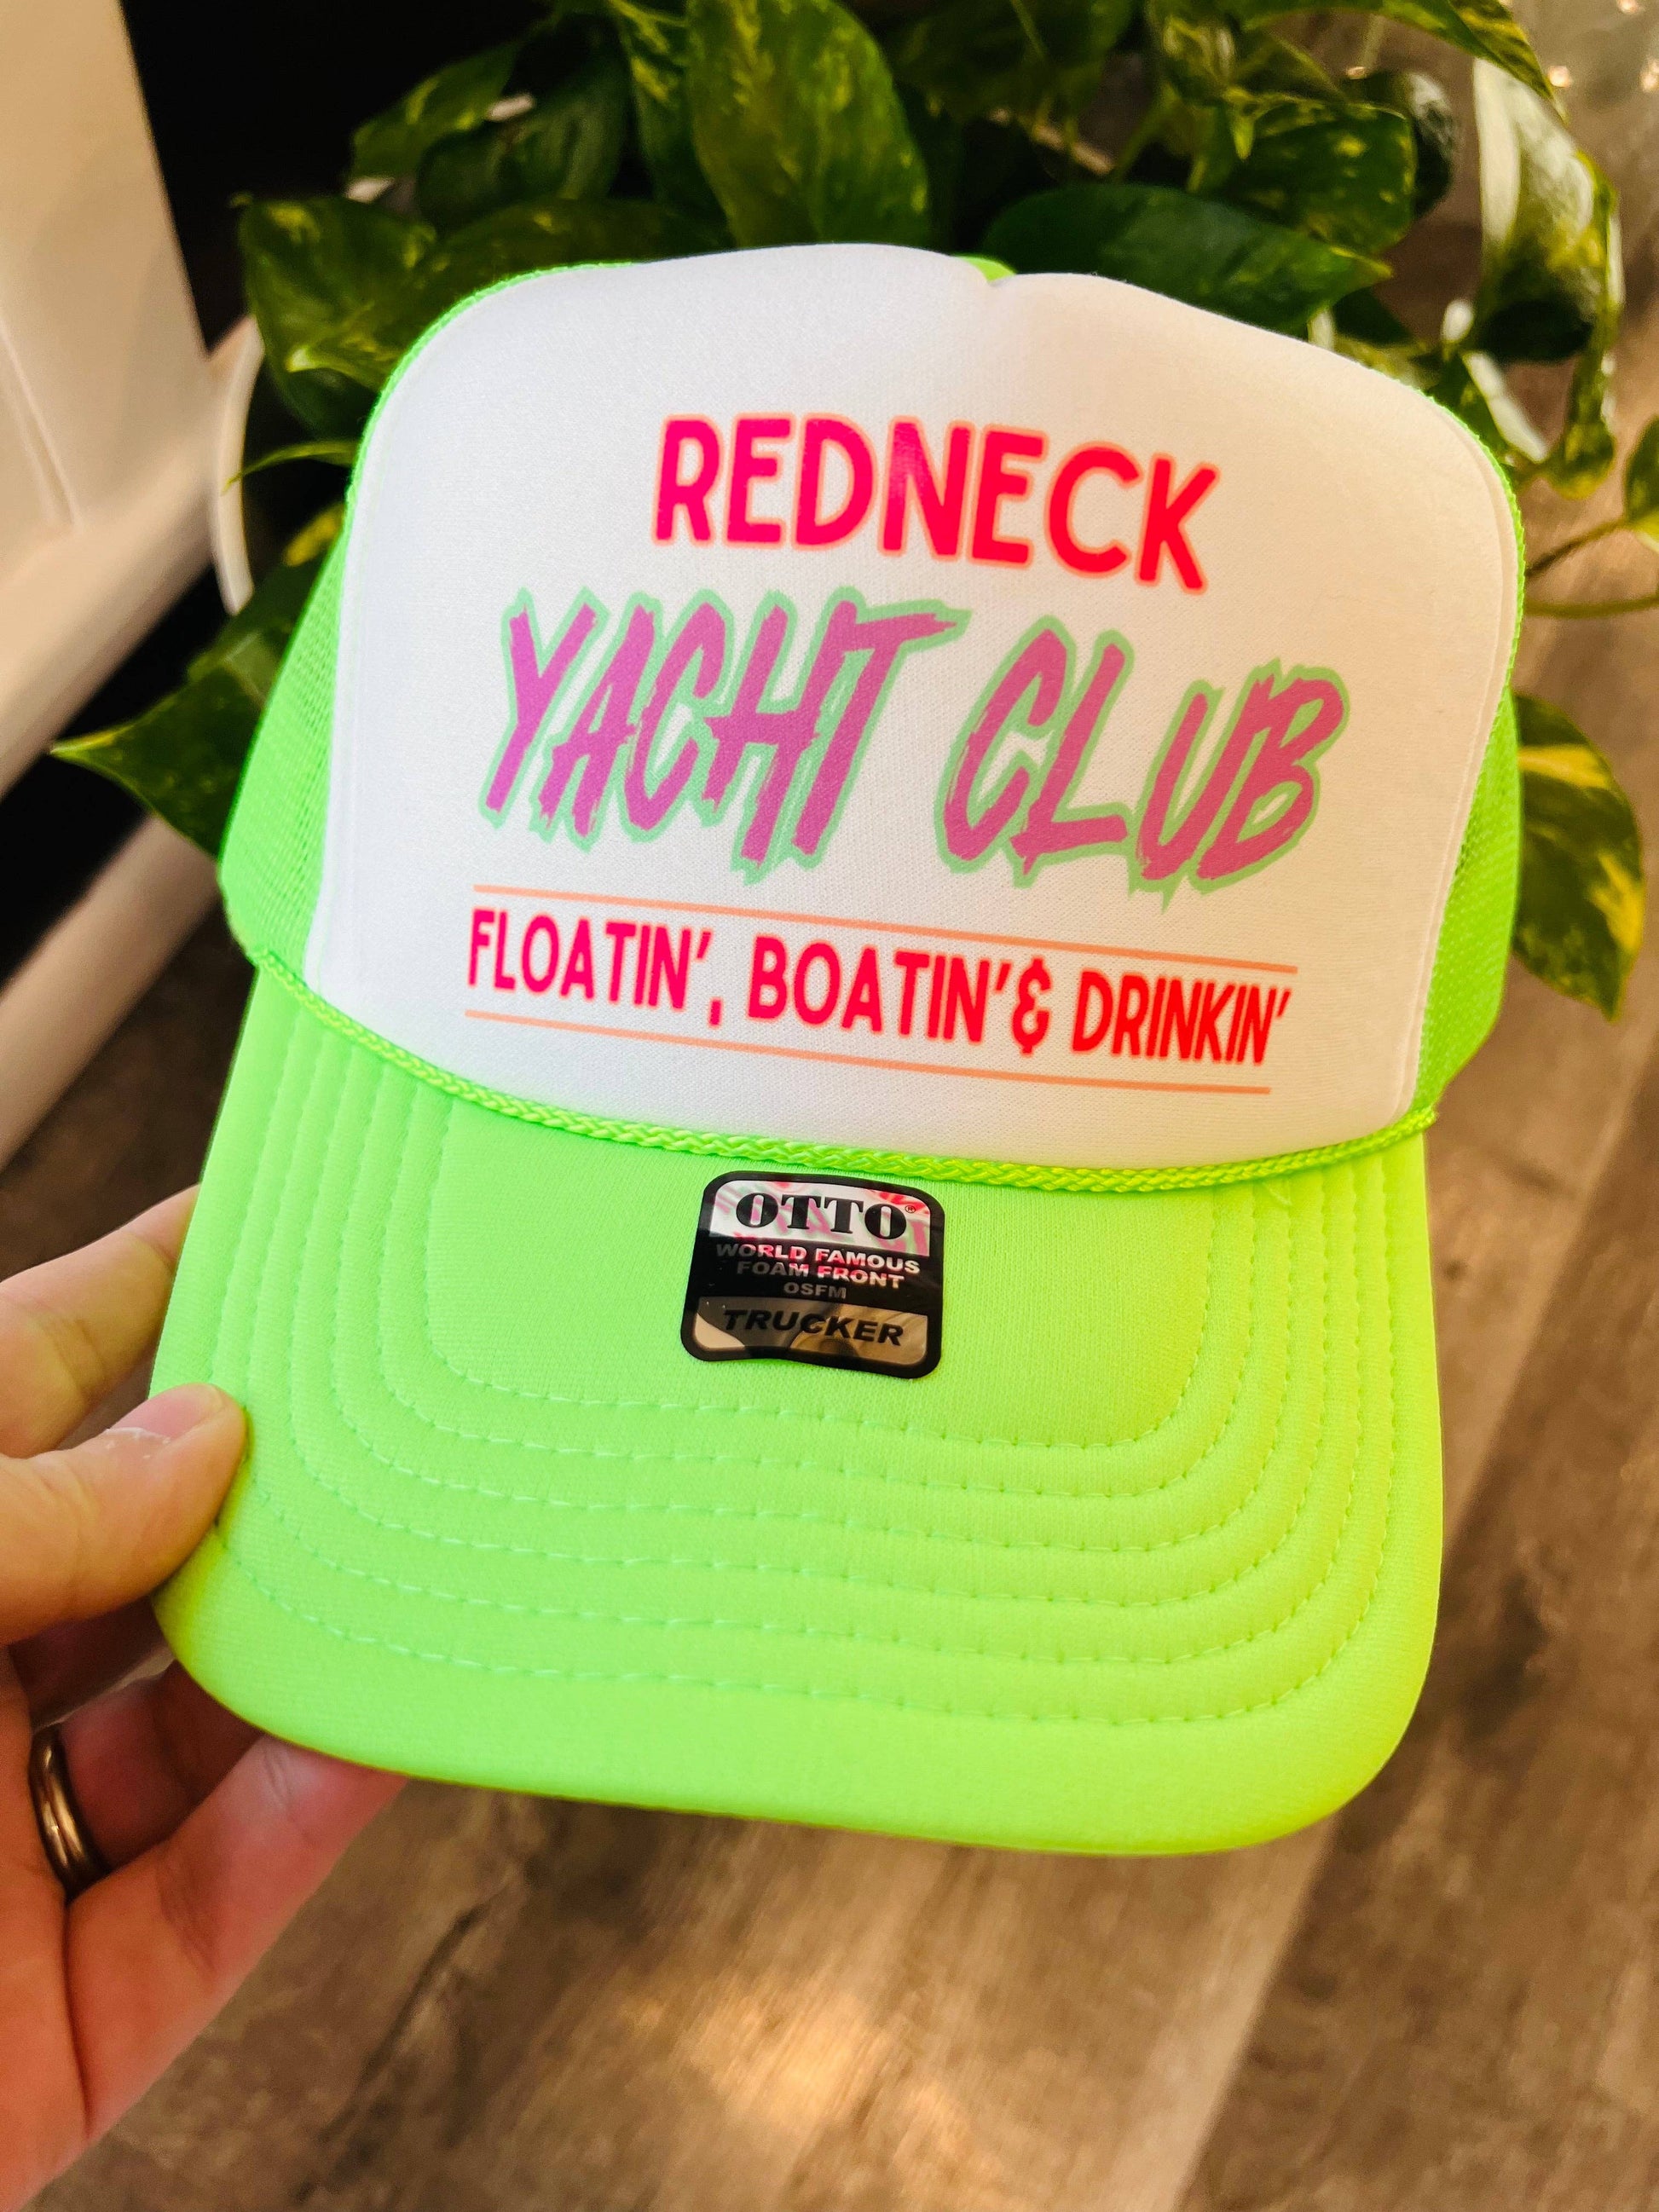 REDNECK
YACHT CLUB
FLOATIN', BOATIN' & DRINKIN'
OTTO®
WORLD FAMOUS
FOAM FRONT
OSFM
TRUCKER